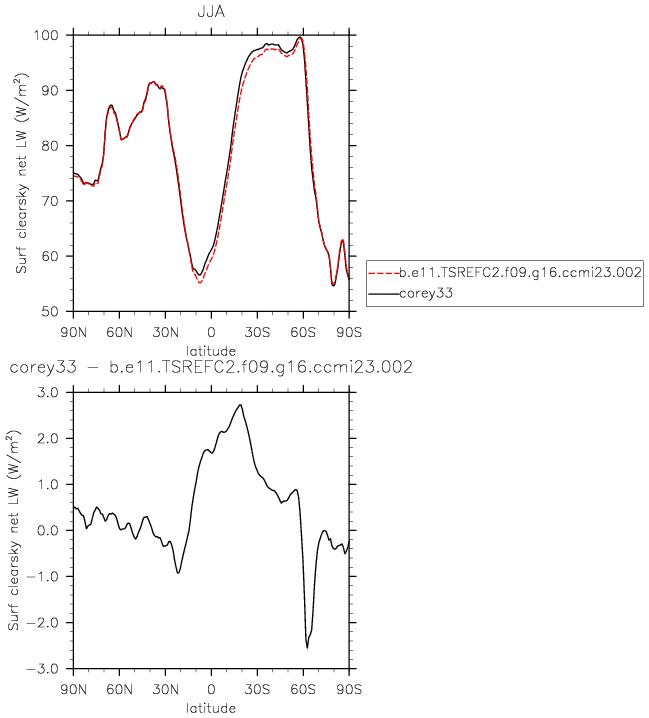 JJA
Surf clearsky net LW (W/m²)
100
90
80
70
60
50
90N 60N 30N 0 30S 60S 90S
latitude
b.e11.TSREFC2.f09.g16.ccmi23.002
corey33
corey33 − b.e11.TSREFC2.f09.g16.ccmi23.002
Surf clearsky net LW (W/m²)
3.0
2.0
1.0
0.0
−1.0
−2.0
−3.0
90N 60N 30N 0 30S 60S 90S
latitude